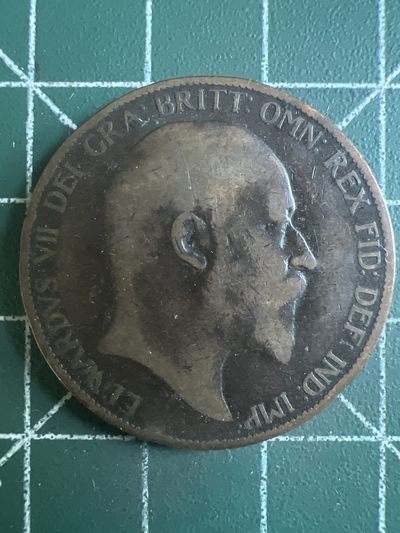 EDWARDVS VII DEI GRA: BRITT: OMN: REX FID: DEF: IND: IMP: